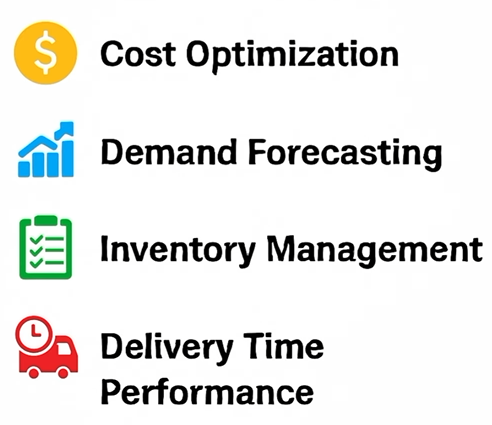 Cost Optimization
Demand Forecasting
Inventory Management
Delivery Time
Performance